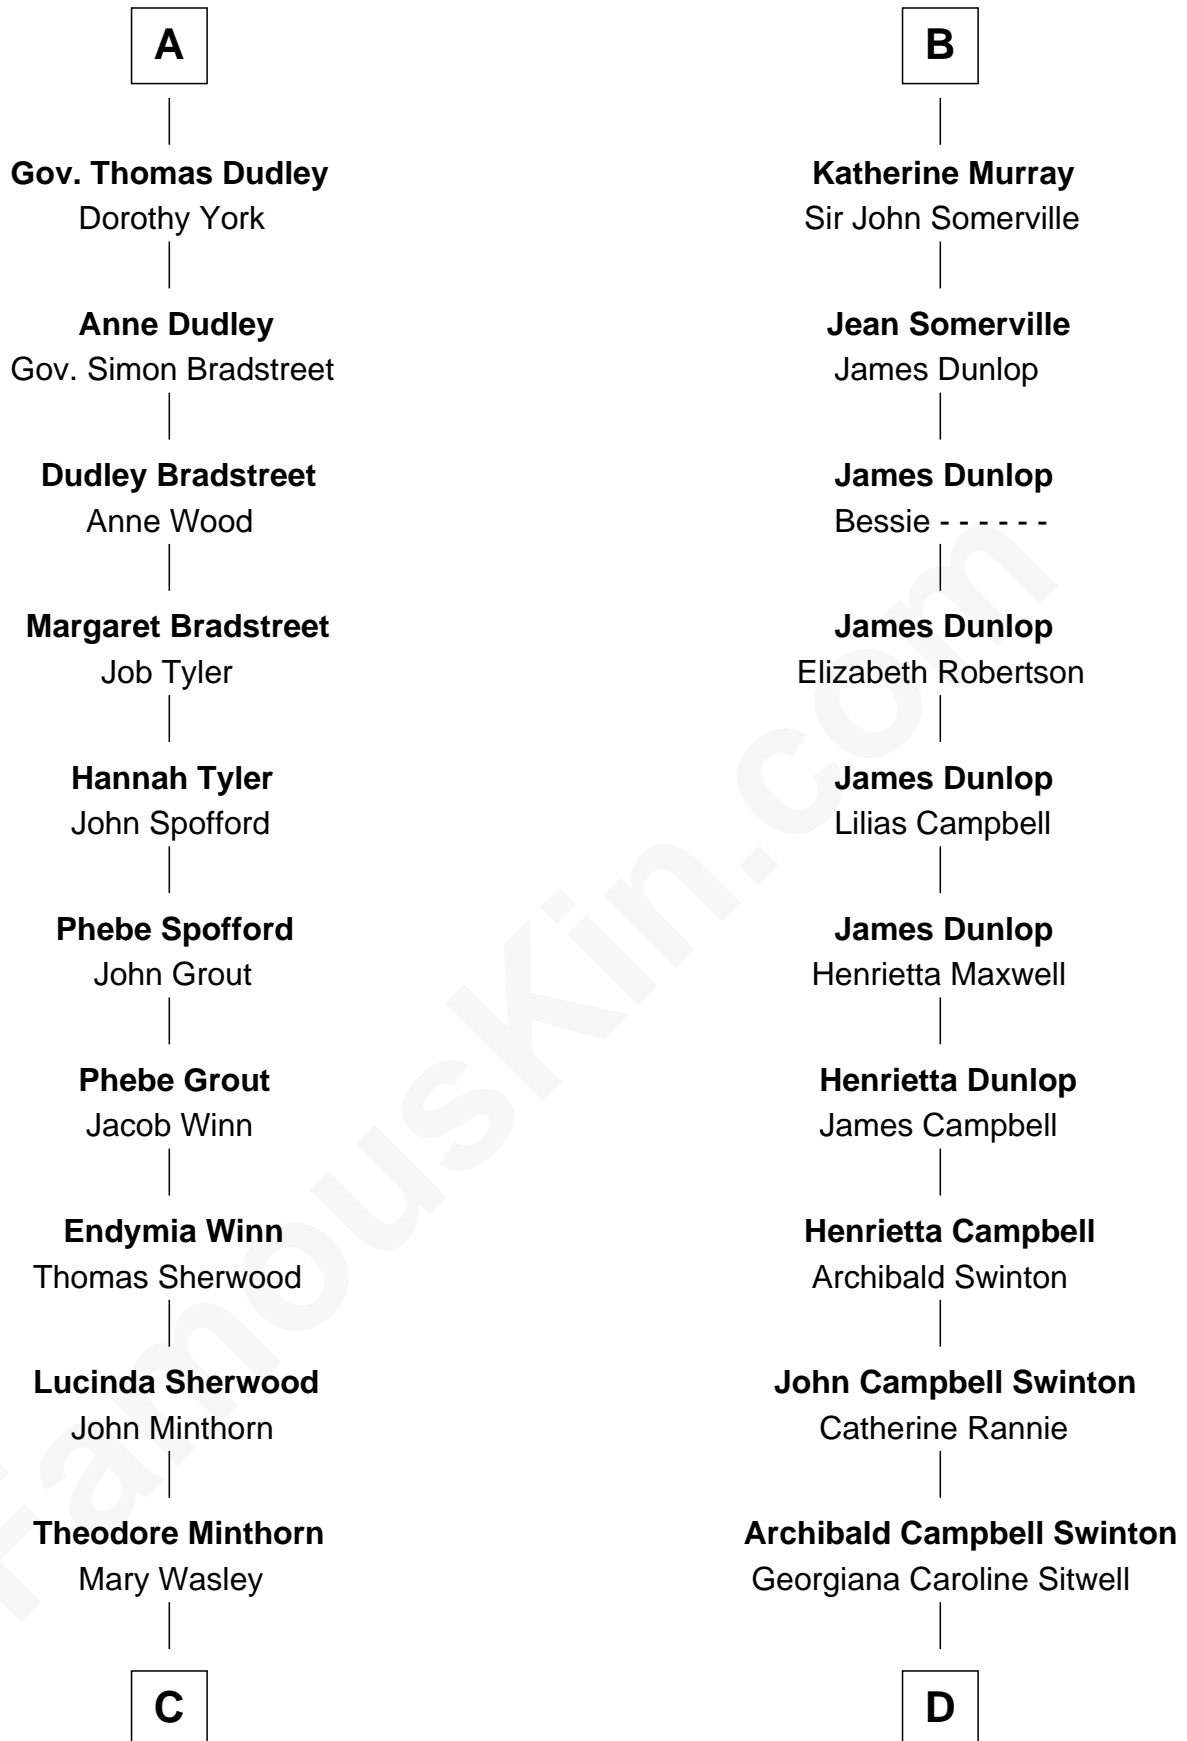 A
Gov. Thomas Dudley
Dorothy York
Anne Dudley
Gov. Simon Bradstreet
Dudley Bradstreet
Anne Wood
Margaret Bradstreet
Job Tyler
Hannah Tyler
John Spofford
Phebe Spofford
John Grout
Phebe Grout
Jacob Winn
Endymia Winn
Thomas Sherwood
Lucinda Sherwood
John Minthorn
Theodore Minthorn
Mary Wasley
C
B
Katherine Murray
Sir John Somerville
Jean Somerville
James Dunlop
James Dunlop
Bessie - - - - - -
James Dunlop
Elizabeth Robertson
James Dunlop
Lilias Campbell
James Dunlop
Henrietta Maxwell
Henrietta Dunlop
James Campbell
Henrietta Campbell
Archibald Swinton
John Campbell Swinton
Catherine Rannie
Archibald Campbell Swinton
Georgiana Caroline Sitwell
D
FamousKin.com